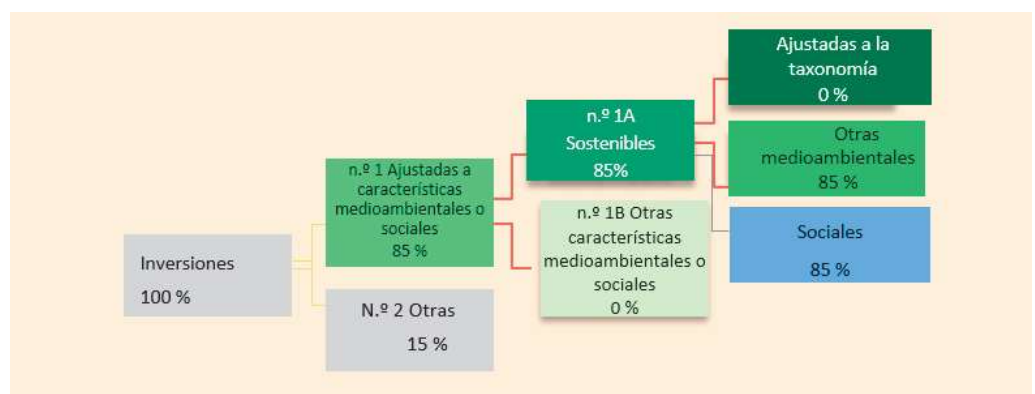 Inversiones
100 %
n.º 1 Ajustadas a
características
medioambientales o
sociales
85 %
N.º 2 Otras
15 %
n.º 1A
Sostenibles
85%
n.º 1B Otras
características
medioambientales o
sociales
0 %
Ajustadas a la
taxonomía
0 %
Otras
medioambientales
85 %
Sociales
85 %